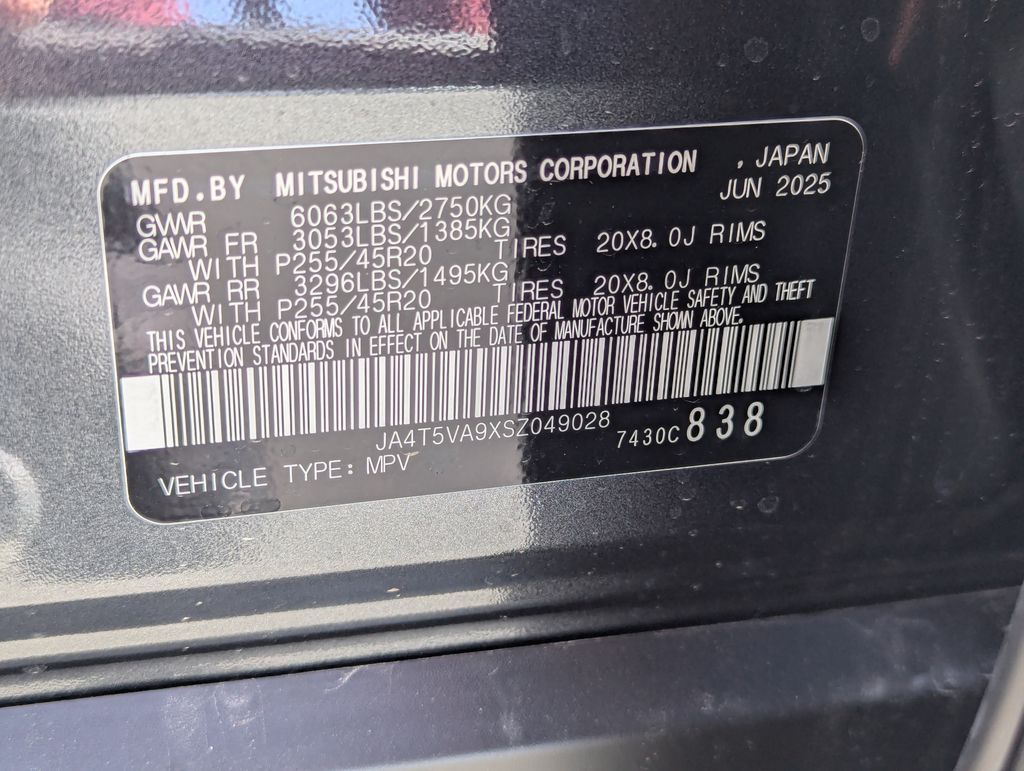 MFD.BY MITSUBISHI MOTORS CORPORATION , JAPAN
JUN 2025
GVWR 6063LBS/2750KG
GAWR FR 3053LBS/1385KG
WITH P255/45R20 TIRES 20X8.0J RIMS
GAWR RR 3296LBS/1495KG
WITH P255/45R20 TIRES 20X8.0J RIMS
THIS VEHICLE CONFORMS TO ALL APPLICABLE FEDERAL MOTOR VEHICLE SAFETY AND THEFT
PREVENTION STANDARDS IN EFFECT ON THE DATE OF MANUFACTURE SHOWN ABOVE.
JA4T5VA9XSZ049028 7430C 838
VEHICLE TYPE: MPV